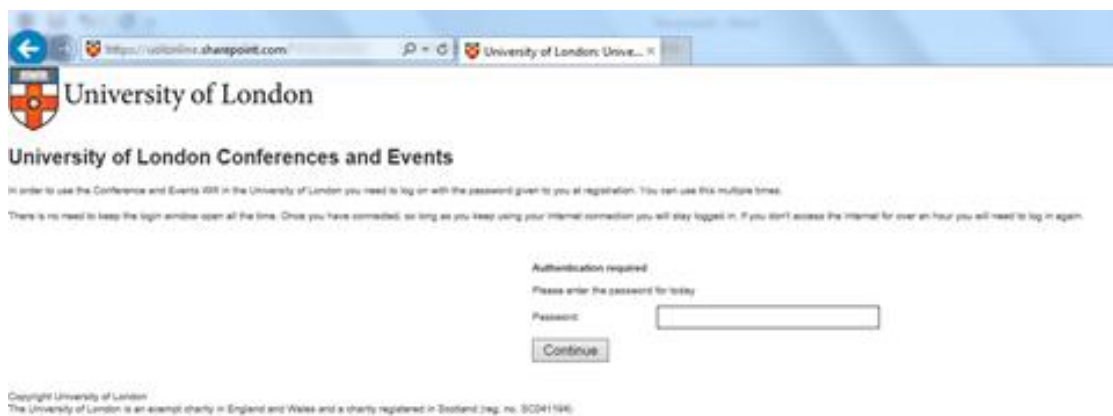 https://uolonline.sharepoint.com
University of London: Unive...
University of London
University of London Conferences and Events
In order to use the Conference and Events Wifi in the University of London you need to log on with the password given to you at registration. You can use this multiple times.
There is no need to keep the login window open all the time. Once you have connected, so long as you keep using your internet connection you will stay logged in. If you don't access the internet for over an hour you will need to log in again.
Authentication required
Please enter the password for today
Password:
Continue
Copyright University of London
The University of London is an exempt charity in England and Wales and a charity registered in Scotland (reg. no. SC041194)